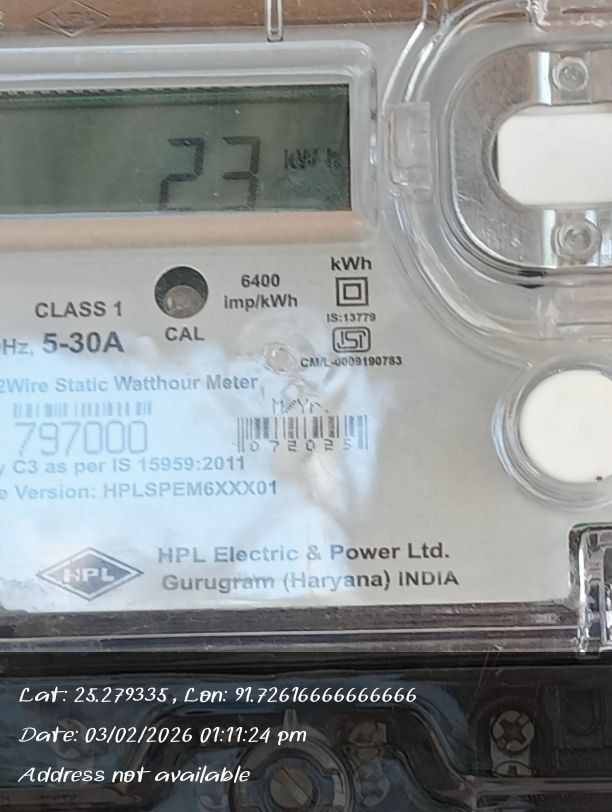 23 kWh
kWh
6400
imp/kWh
CLASS 1
CAL
IS:13779
Hz, 5-30A
ISI
CM/L-0009190783
2Wire Static Watthour Meter
M.Yr.
797000
072025
y C3 as per IS 15959:2011
e Version: HPLSPEM6XXX01
HPL
HPL Electric & Power Ltd.
Gurugram (Haryana) INDIA
Lat: 25.279335, Lon: 91.72616666666666
Date: 03/02/2026 01:11:24 pm
Address not available